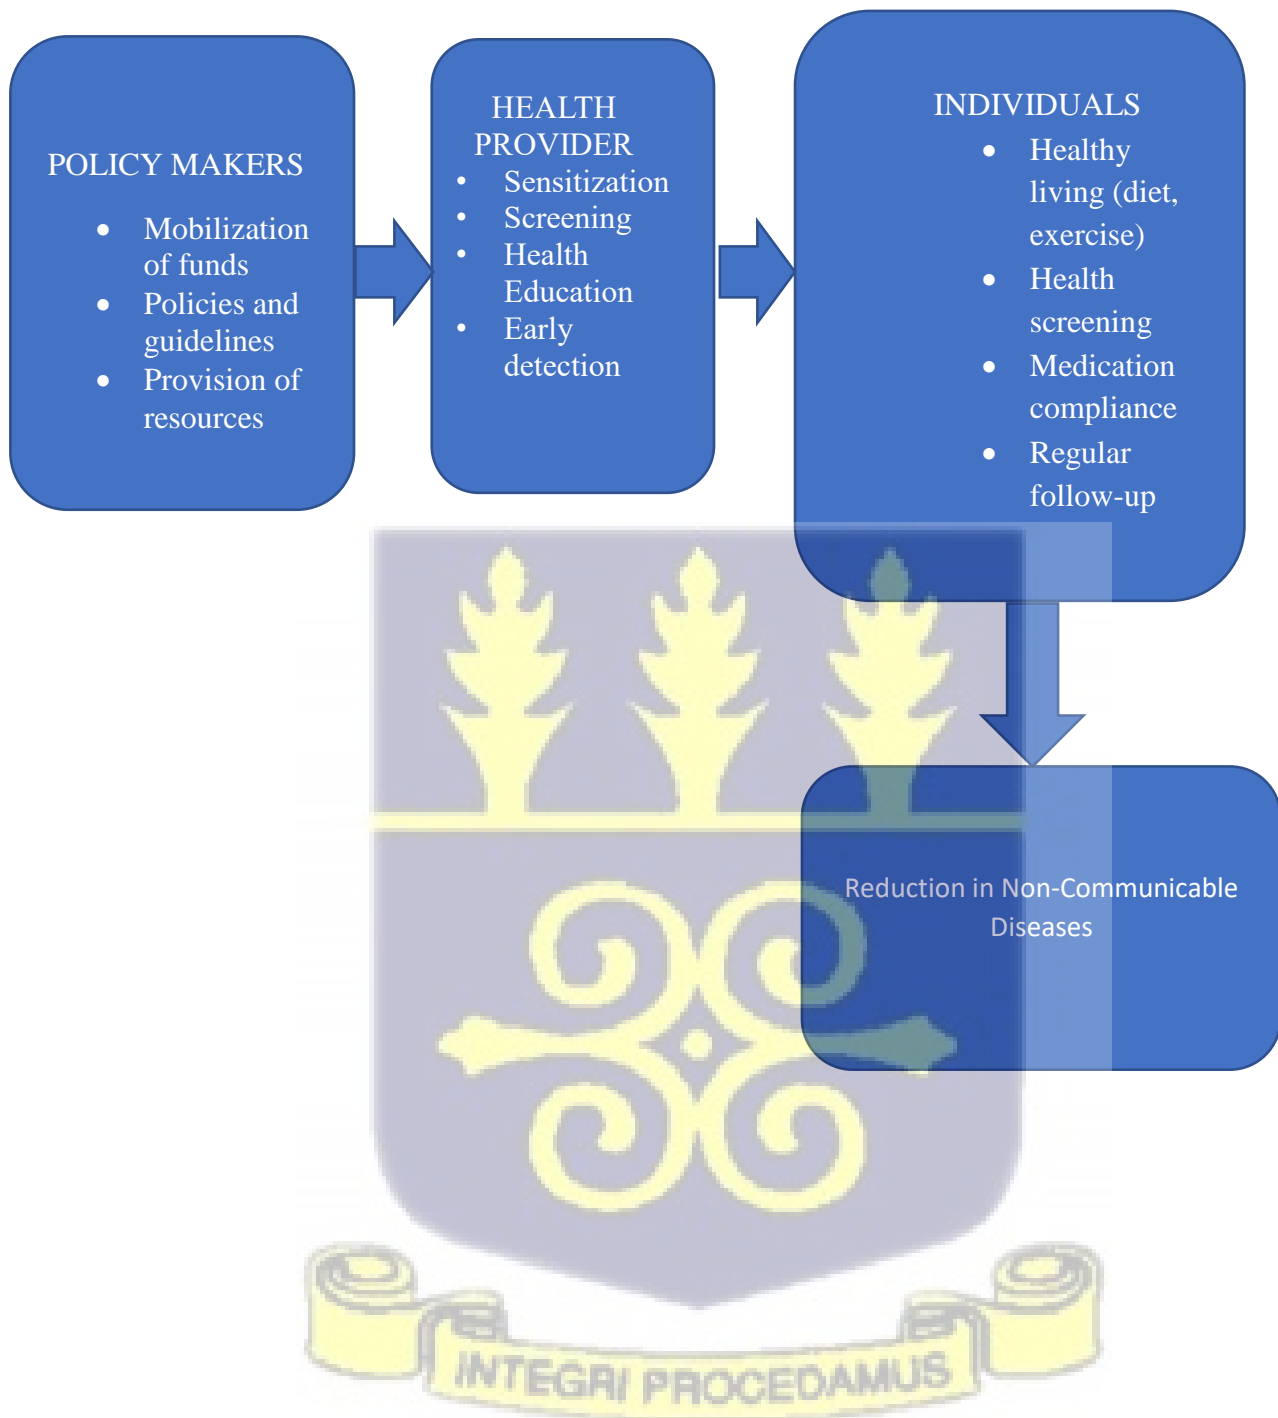 POLICY MAKERS
• Mobilization
of funds
• Policies and
guidelines
• Provision of
resources
HEALTH
PROVIDER
• Sensitization
• Screening
• Health
Education
• Early
detection
INDIVIDUALS
• Healthy
living (diet,
exercise)
• Health
screening
• Medication
compliance
• Regular
follow-up
Reduction in Non-Communicable
Diseases
INTEGRI PROCEDAMUS